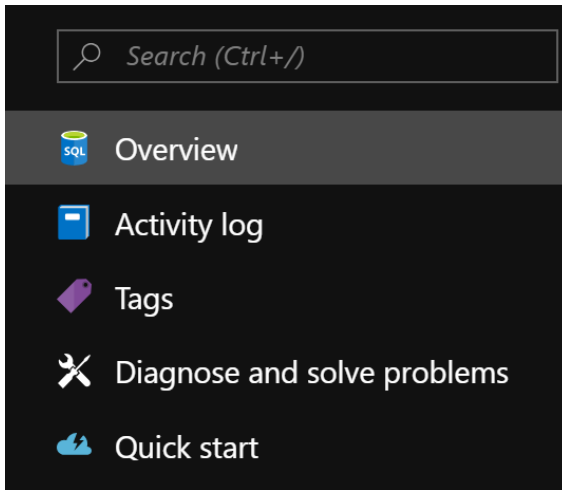 Search (Ctrl+/)
SQL Overview
Activity log
Tags
Diagnose and solve problems
Quick start